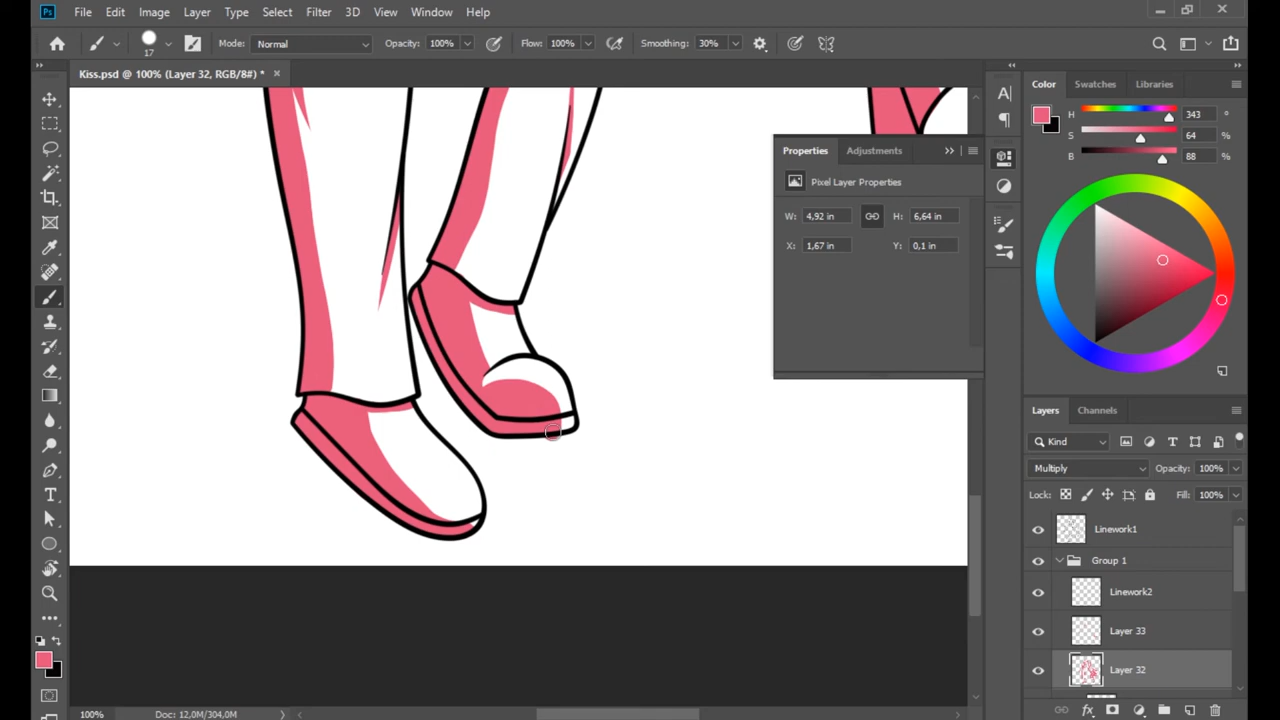 Ps File Edit Image Layer Type Select Filter 3D View Window Help
17 Mode: Normal Opacity: 100% Flow: 100% Smoothing: 30%
Kiss.psd @ 100% (Layer 32, RGB/8#) * ×
Color Swatches Libraries
H 343 °
S 64 %
B 88 %
Properties Adjustments
Pixel Layer Properties
W: 4,92 in H: 6,64 in
X: 1,67 in Y: 0,1 in
Layers Channels
Kind
Multiply Opacity: 100%
Lock: Fill: 100%
Linework1
Group 1
Linework2
Layer 33
Layer 32
100% Doc: 12,0M/304,0M